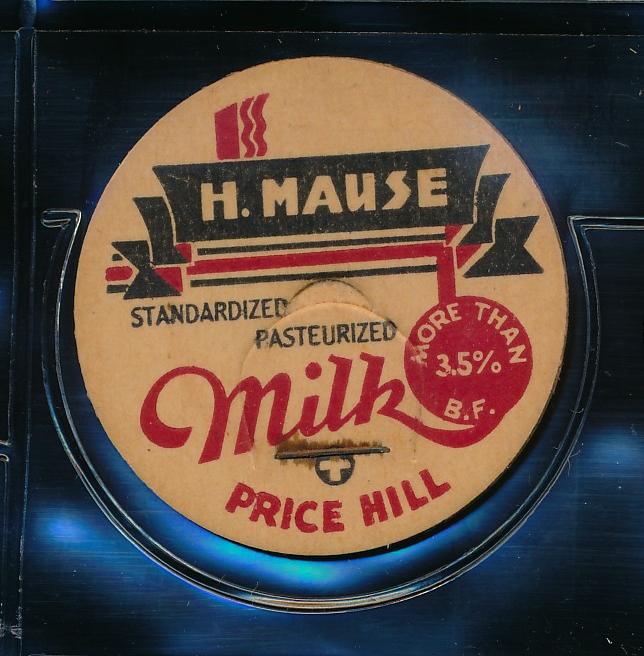 H. MAUSE
STANDARDIZED
PASTEURIZED
Milk
MORE THAN
3.5%
B.F.
PRICE HILL